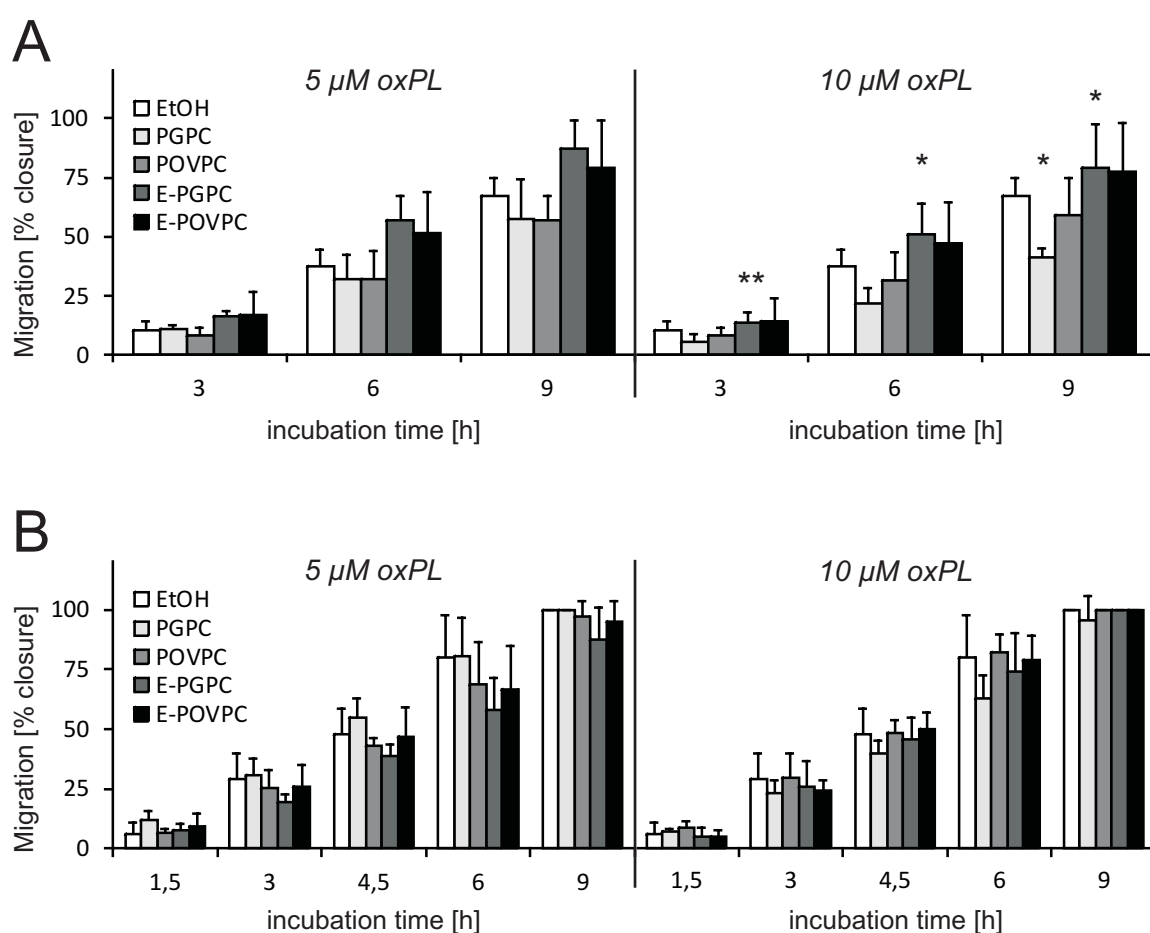 A
5 µM oxPL
10 µM oxPL
Migration [% closure]
100
75
50
25
0
EtOH
PGPC
POVPC
E-PGPC
E-POVPC
**
*
*
*
3 6 9 3 6 9
incubation time [h] incubation time [h]
B
5 µM oxPL
10 µM oxPL
Migration [% closure]
100
75
50
25
0
EtOH
PGPC
POVPC
E-PGPC
E-POVPC
1,5 3 4,5 6 9 1,5 3 4,5 6 9
incubation time [h] incubation time [h]